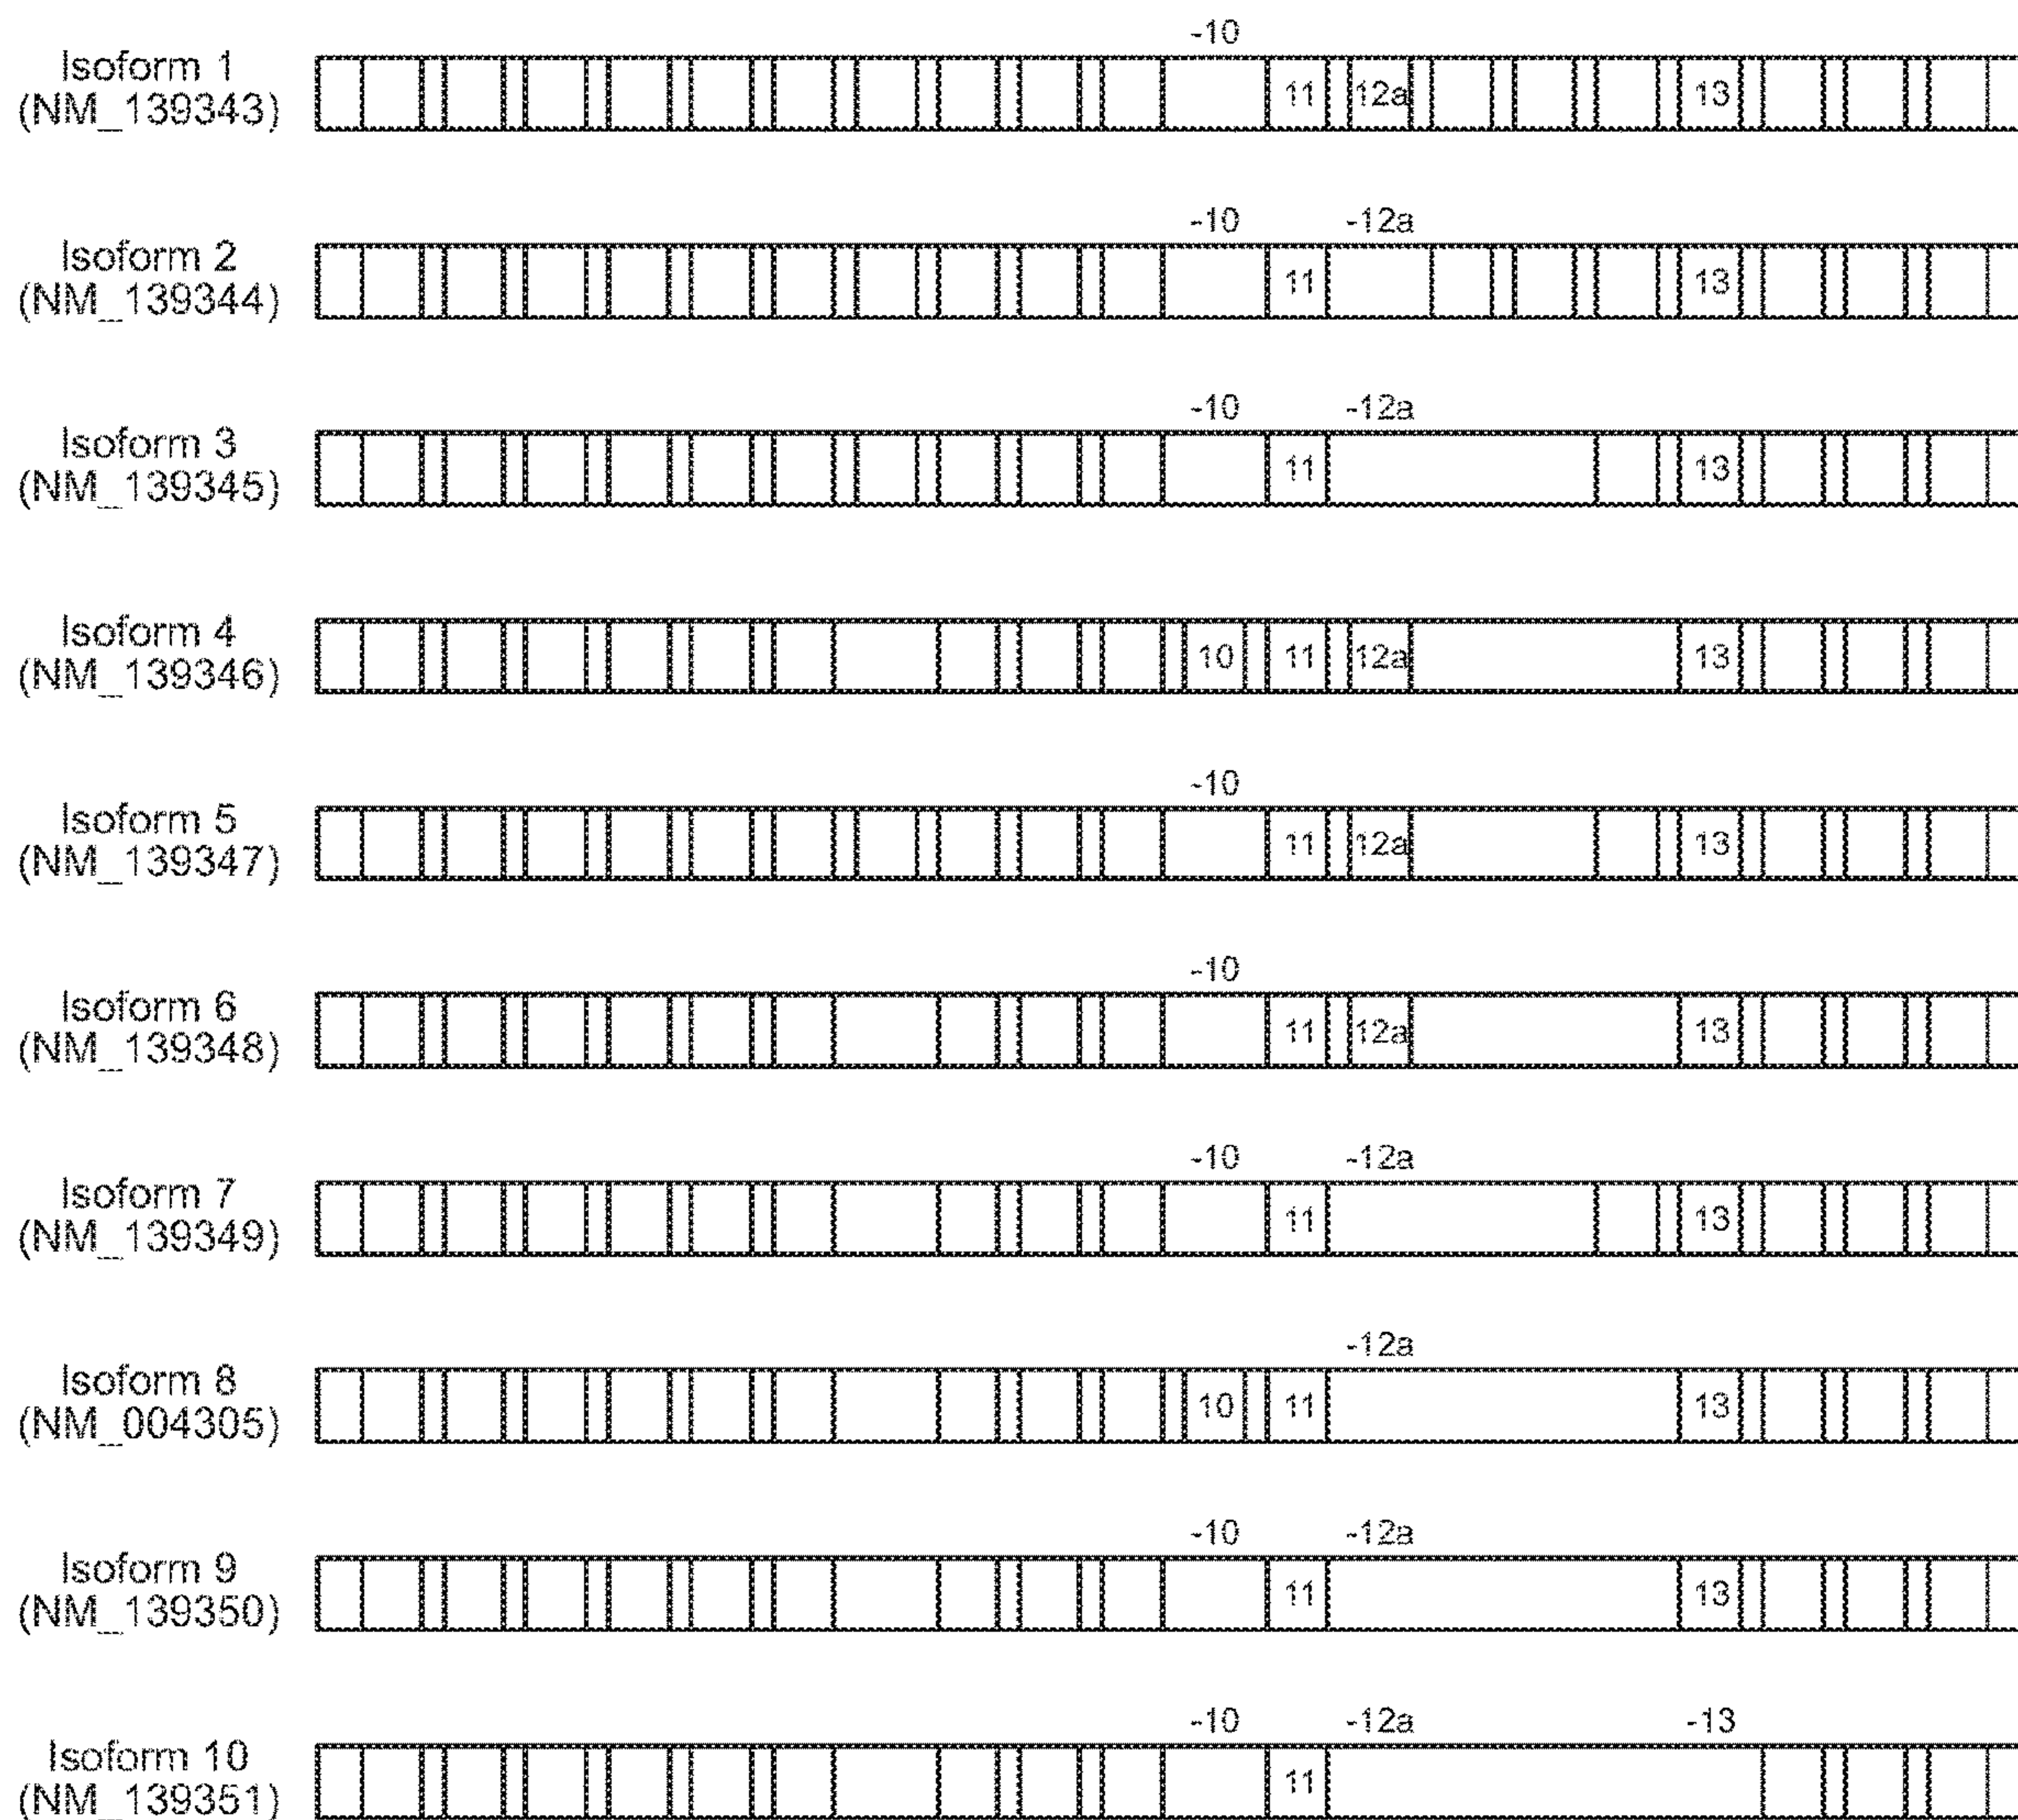 -10
Isoform 1
(NM_139343)
11 12a 13
-10 -12a
Isoform 2
(NM_139344)
11 13
-10 -12a
Isoform 3
(NM_139345)
11 13
Isoform 4
(NM_139346)
10 11 12a 13
-10
Isoform 5
(NM_139347)
11 12a 13
-10
Isoform 6
(NM_139348)
11 12a 13
-10 -12a
Isoform 7
(NM_139349)
11 13
-12a
Isoform 8
(NM_004305)
10 11 13
-10 -12a
Isoform 9
(NM_139350)
11 13
-10 -12a -13
Isoform 10
(NM_139351)
11